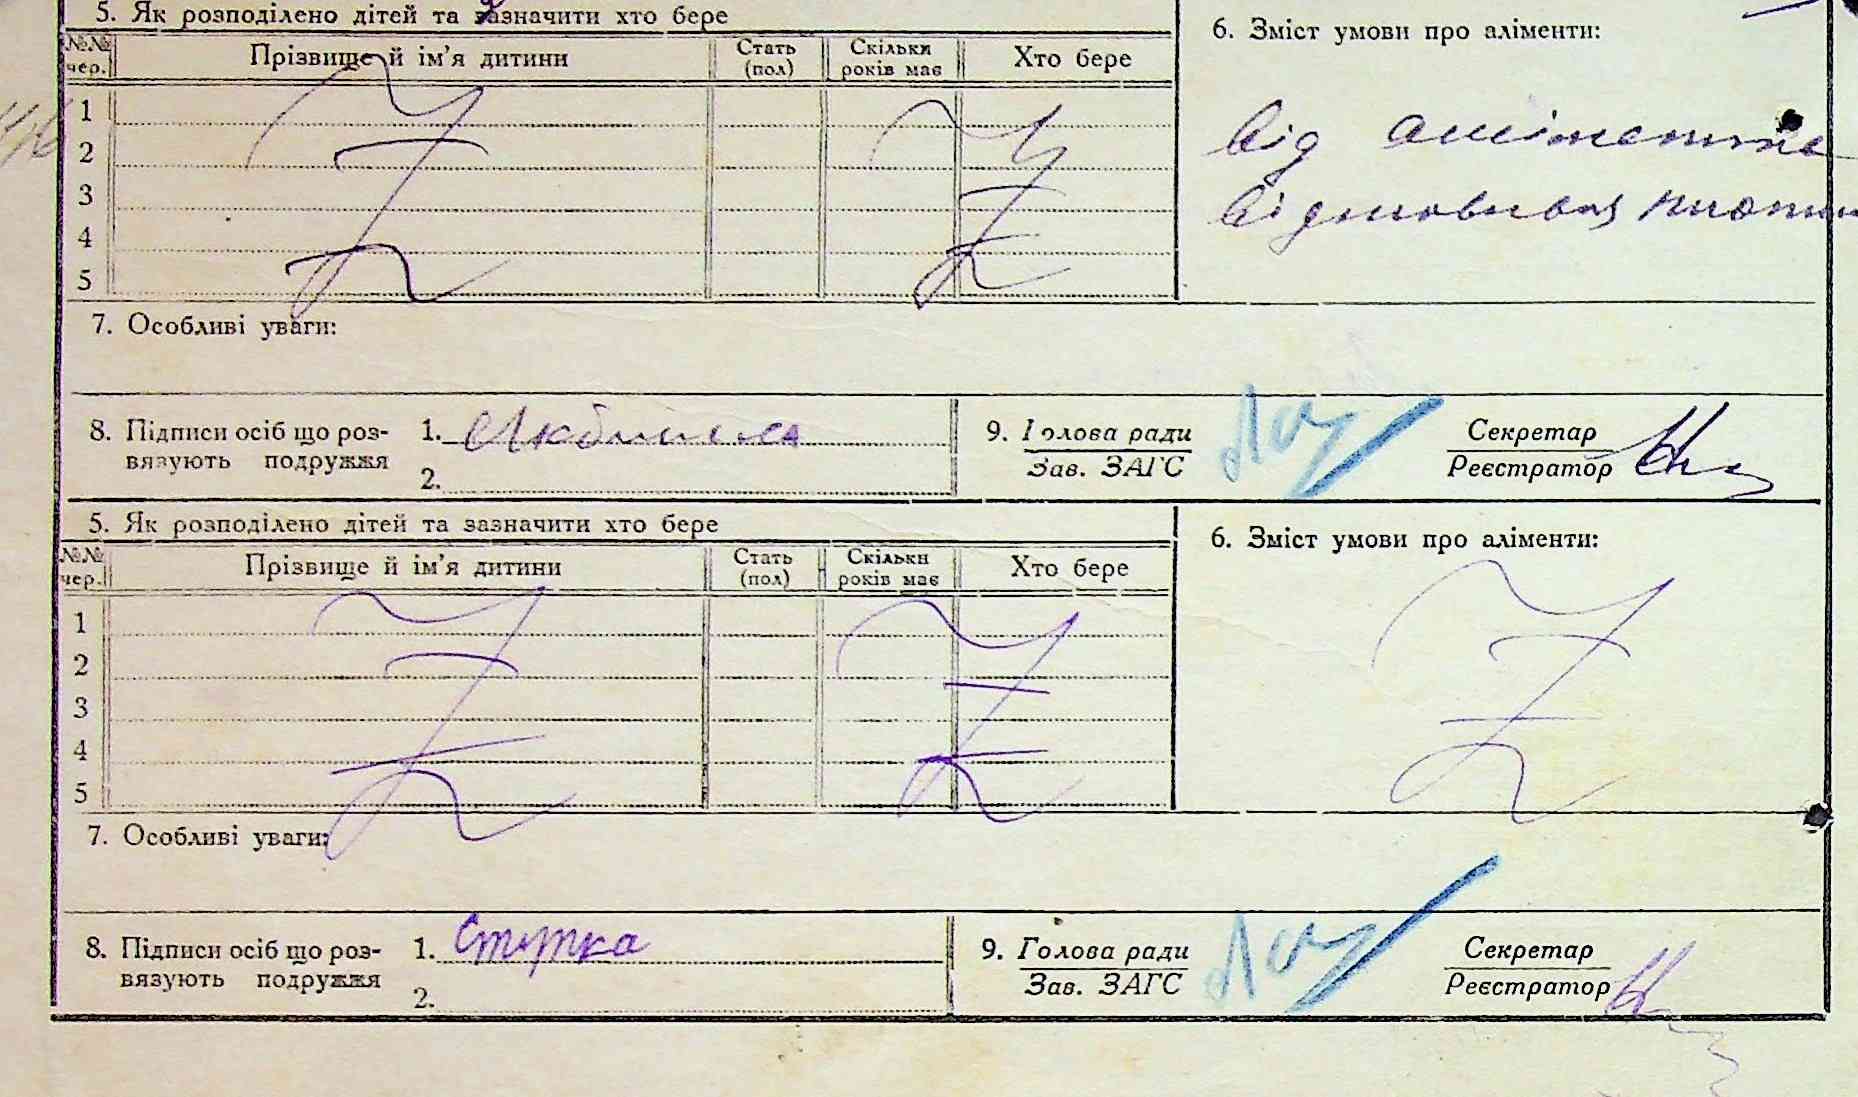 5. Як розподілено дітей та зазначити хто бере
№№ чер.
Прізвище й ім'я дитини
Стать (пол)
Скільки років має
Хто бере
1
2
3
4
5
6. Зміст умови про аліменти:
від
7. Особливі уваги:
8. Підписи осіб що роз-
вязують подружжя
1.
2.
9. Голова ради
Зав. ЗАГС
Секретар
Реєстратор
5. Як розподілено дітей та зазначити хто бере
№№ чер.
Прізвище й ім'я дитини
Стать (пол)
Скільки років має
Хто бере
1
2
3
4
5
6. Зміст умови про аліменти:
7. Особливі уваги:
8. Підписи осіб що роз-
вязують подружжя
1. Ступка
2.
9. Голова ради
Зав. ЗАГС
Секретар
Реєстратор